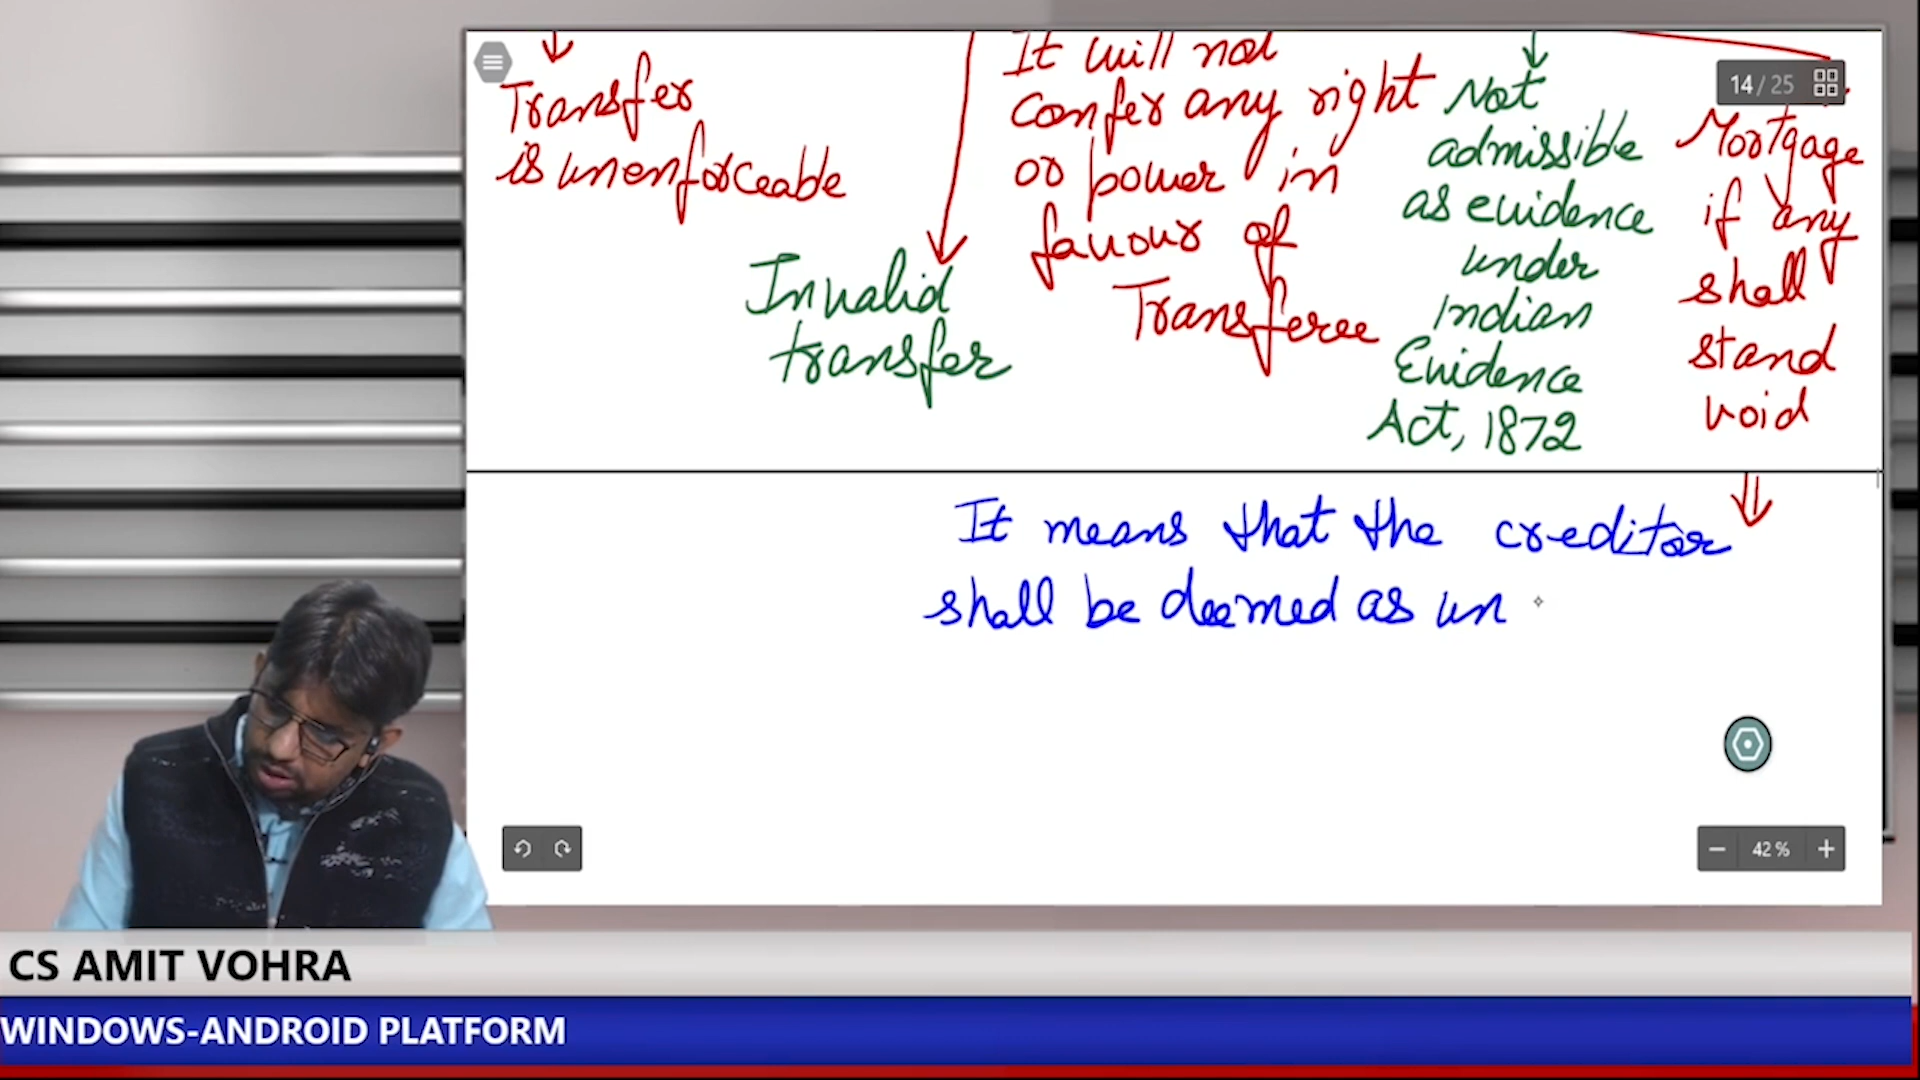 Transfer
is unenforceable
Invalid
transfer
It will not
confer any right
or power in
favour of
Transferee
Not
admissible
as evidence
under
Indian
Evidence
Act, 1872
14 / 25
Mortgage
if any
shall
stand
void
It means that the creditor
shall be deemed as un
42 %
CS AMIT VOHRA
WINDOWS-ANDROID PLATFORM